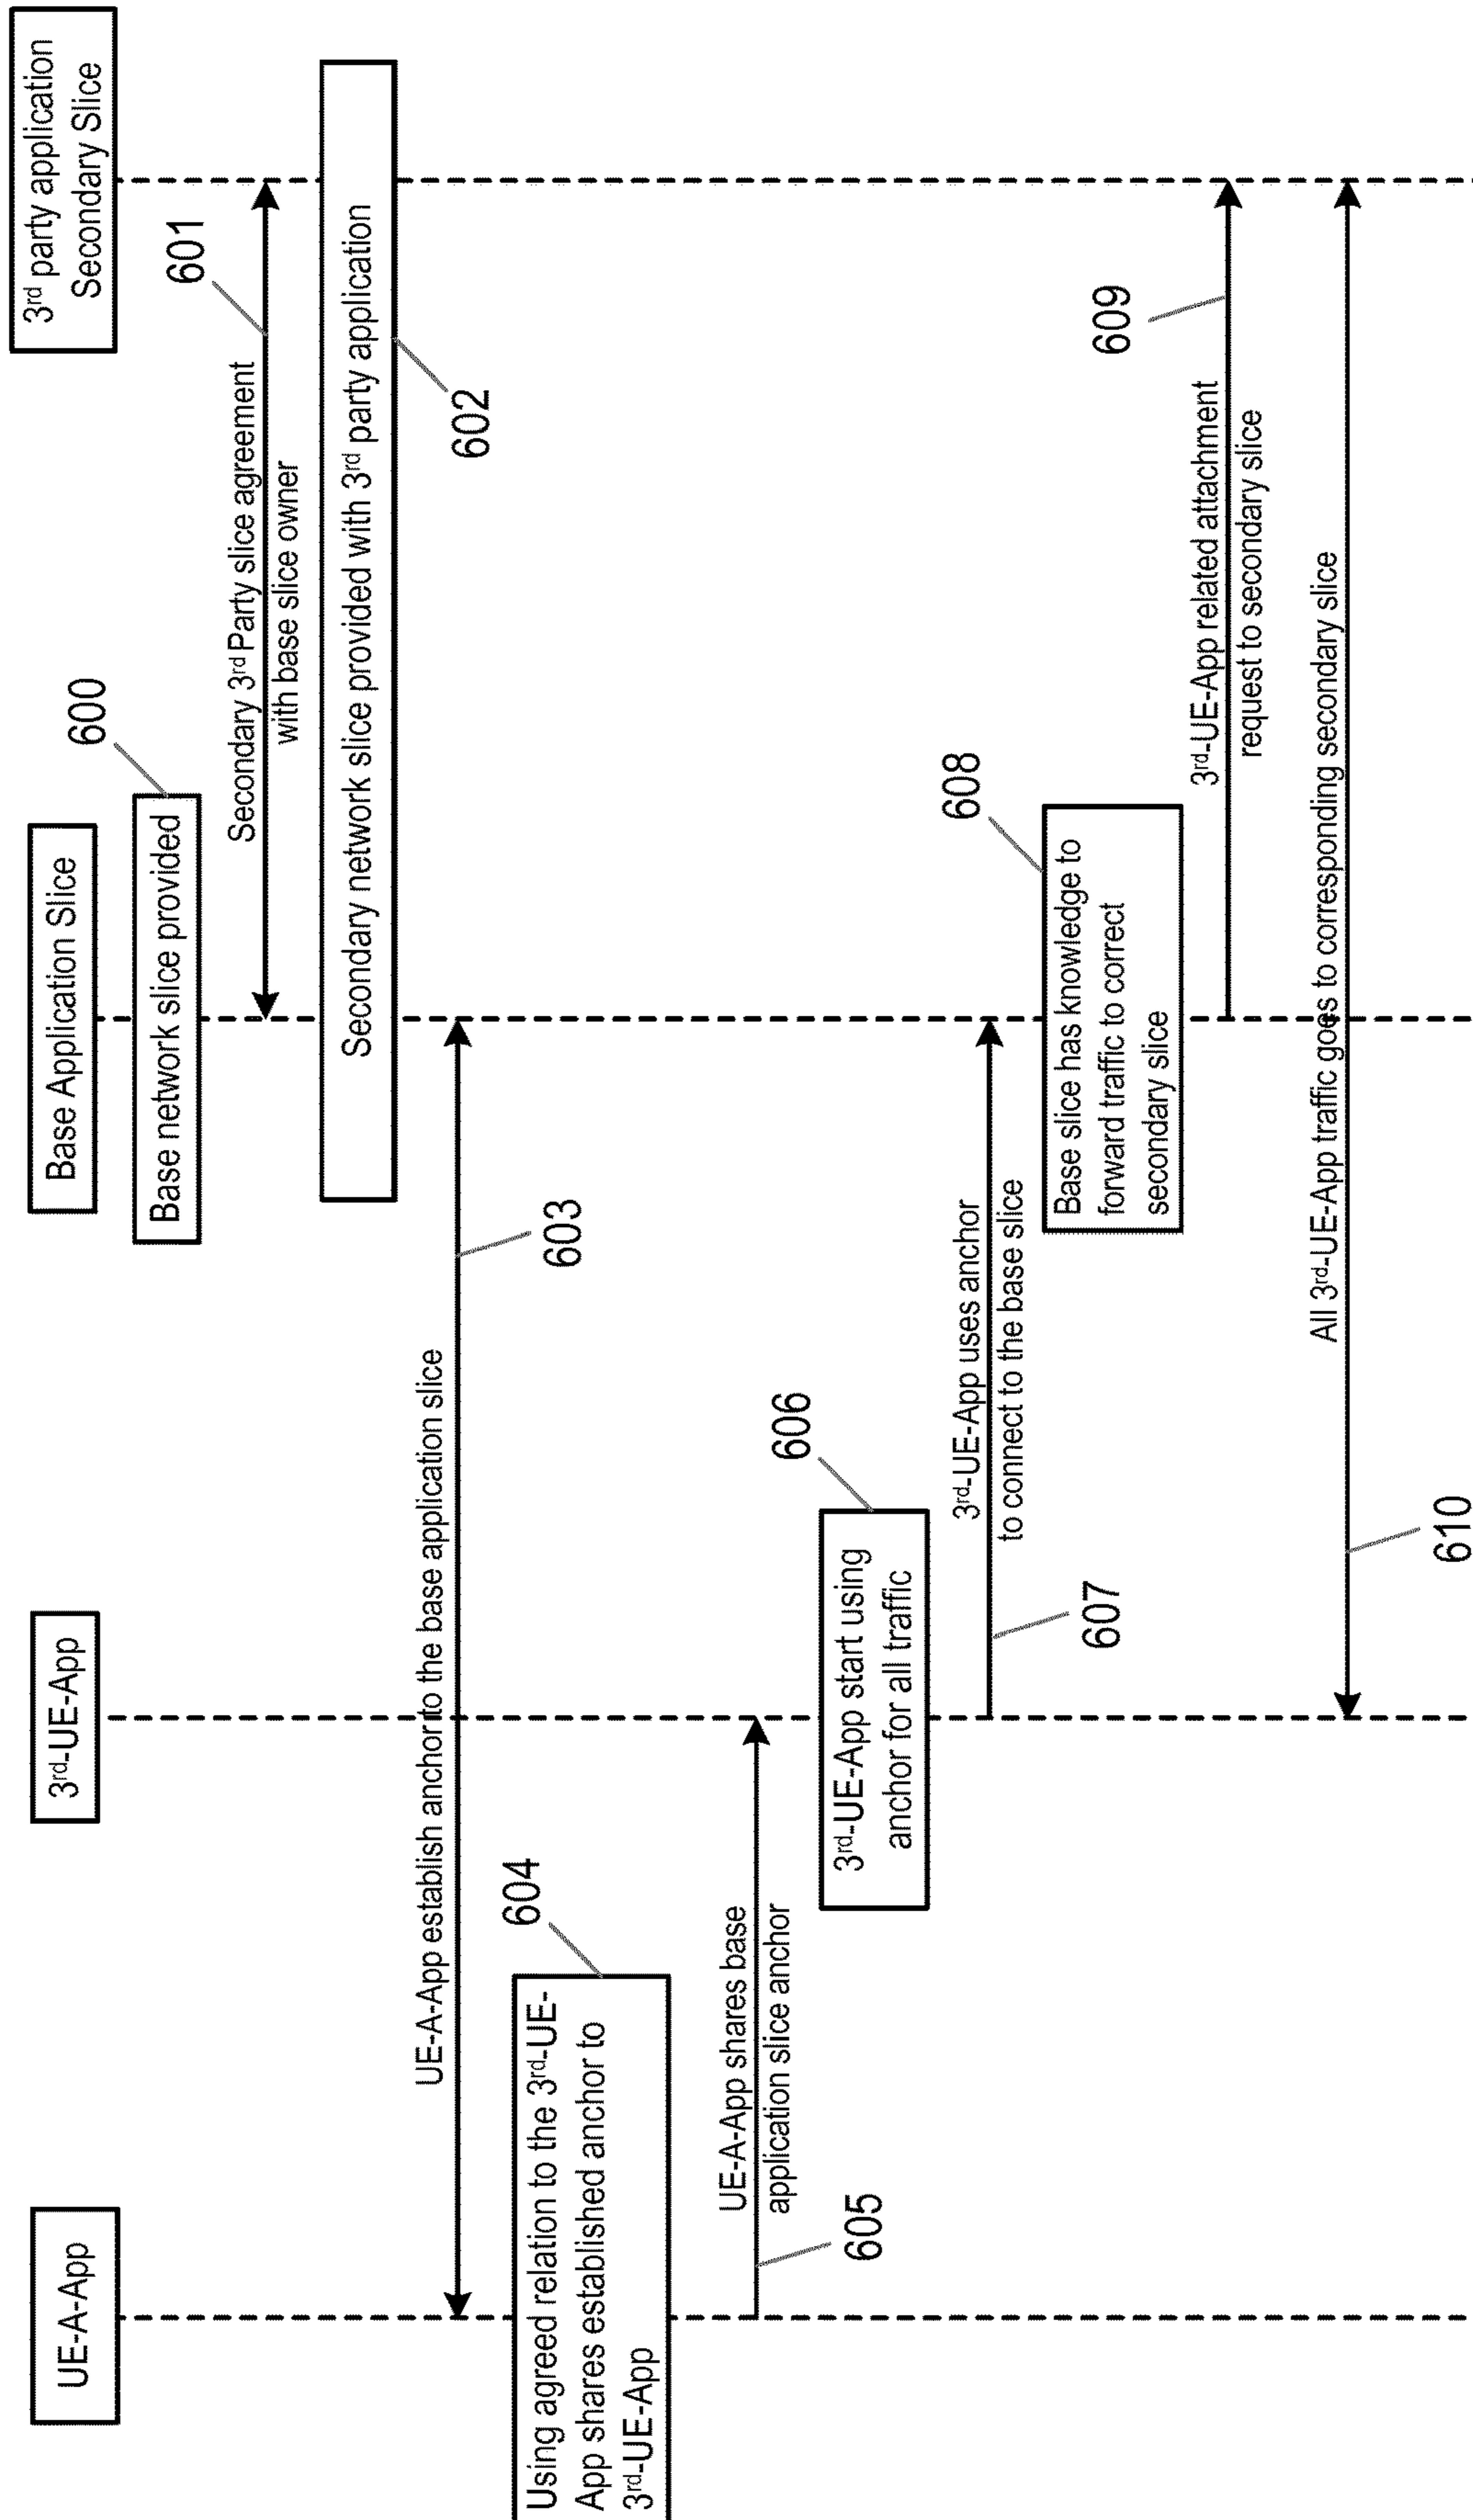 UE-A-App
3rd-UE-App
Base Application Slice
3rd party application
Secondary Slice
Base network slice provided
600
Secondary 3rd Party slice agreement
with base slice owner
601
Secondary network slice provided with 3rd party application
602
UE-A-App establish anchor to the base application slice
603
Using agreed relation to the 3rd-UE-
App shares established anchor to
3rd-UE-App
604
UE-A-App shares base
application slice anchor
605
3rd-UE-App start using
anchor for all traffic
606
3rd-UE-App uses anchor
to connect to the base slice
607
Base slice has knowledge to
forward traffic to correct
secondary slice
608
3rd-UE-App related attachment
request to secondary slice
609
All 3rd-UE-App traffic goes to corresponding secondary slice
610